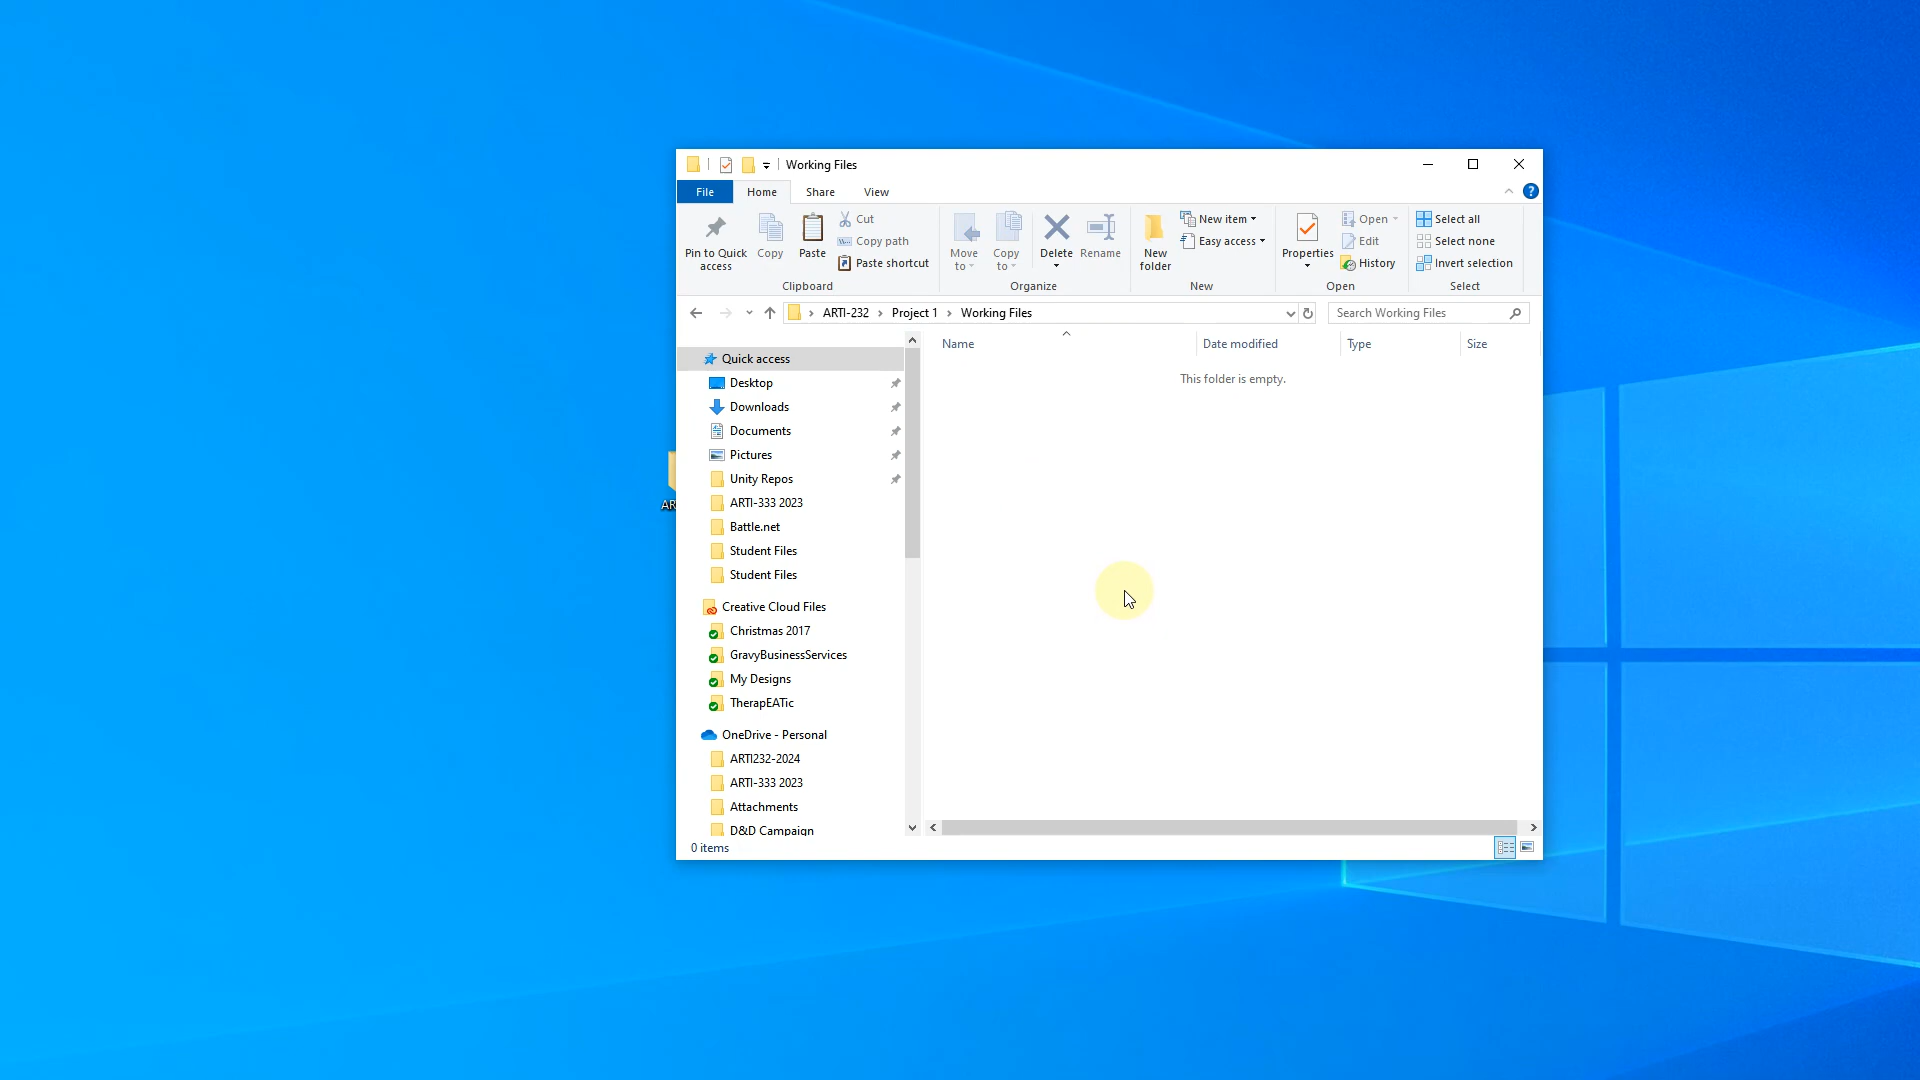 Working Files
File Home Share View
Pin to Quick access
Copy
Paste
Cut
Copy path
Paste shortcut
Clipboard
Move to
Copy to
Delete
Rename
Organize
New folder
New item
Easy access
New
Properties
Open
Edit
History
Open
Select all
Select none
Invert selection
Select
ARTI-232 > Project 1 > Working Files
Search Working Files
Name Date modified Type Size
This folder is empty.
Quick access
Desktop
Downloads
Documents
Pictures
Unity Repos
ARTI-333 2023
Battle.net
Student Files
Student Files
Creative Cloud Files
Christmas 2017
GravyBusinessServices
My Designs
TherapEATic
OneDrive - Personal
ARTI232-2024
ARTI-333 2023
Attachments
D&D Campaign
0 items
AR